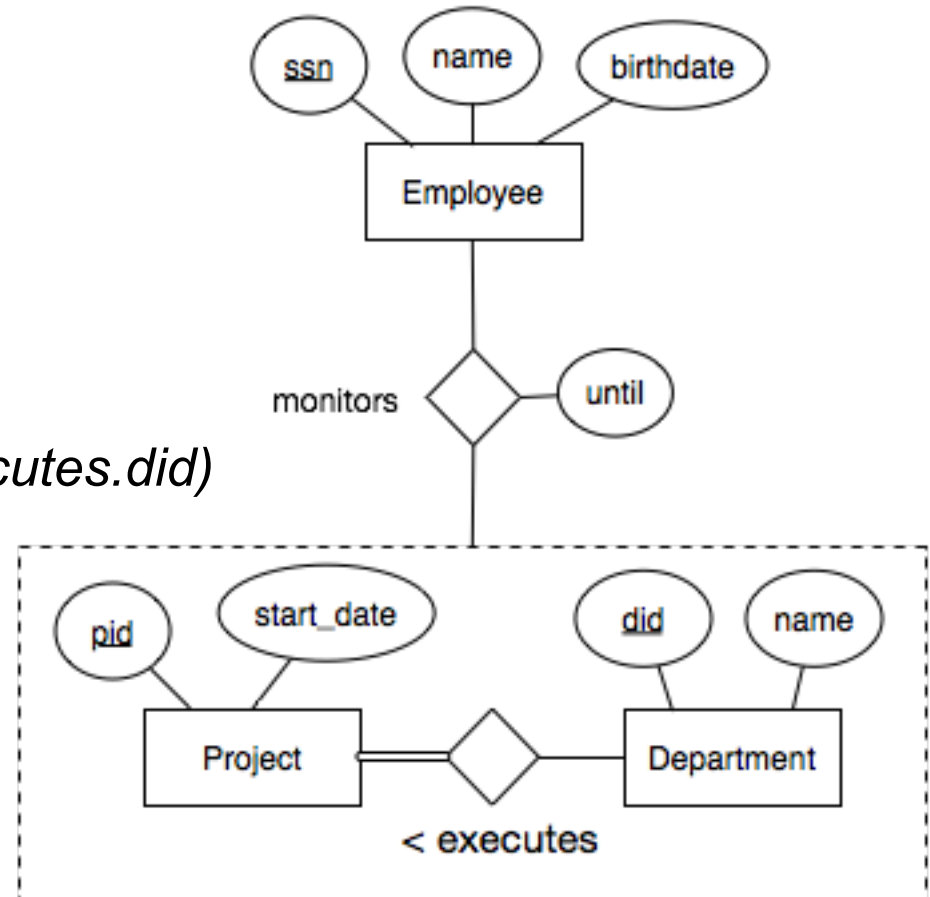 ssn name birthdate
Employee
monitors until
cutes.did)
pid start_date did name
Project Department
< executes